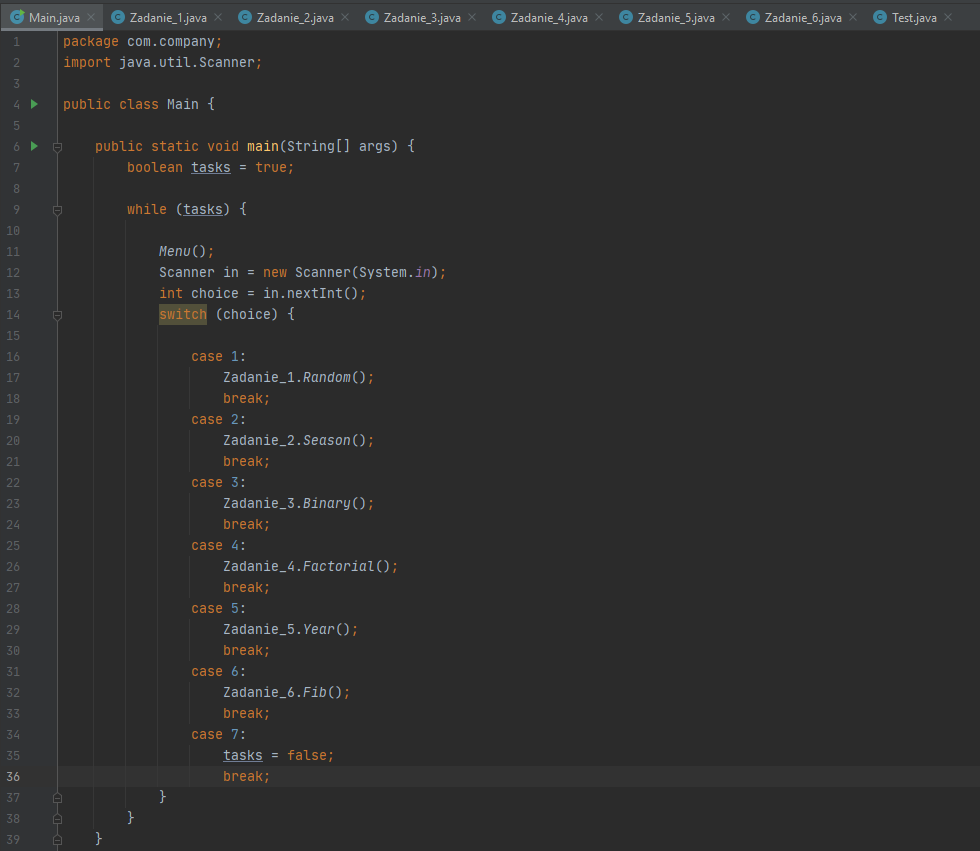 Main.java Zadanie_1.java Zadanie_2.java Zadanie_3.java Zadanie_4.java Zadanie_5.java Zadanie_6.java Test.java
1 package com.company;
2 import java.util.Scanner;
3
4 public class Main {
5
6     public static void main(String[] args) {
7         boolean tasks = true;
8
9         while (tasks) {
10
11             Menu();
12             Scanner in = new Scanner(System.in);
13             int choice = in.nextInt();
14             switch (choice) {
15
16                 case 1:
17                     Zadanie_1.Random();
18                     break;
19                 case 2:
20                     Zadanie_2.Season();
21                     break;
22                 case 3:
23                     Zadanie_3.Binary();
24                     break;
25                 case 4:
26                     Zadanie_4.Factorial();
27                     break;
28                 case 5:
29                     Zadanie_5.Year();
30                     break;
31                 case 6:
32                     Zadanie_6.Fib();
33                     break;
34                 case 7:
35                     tasks = false;
36                     break;
37             }
38         }
39     }